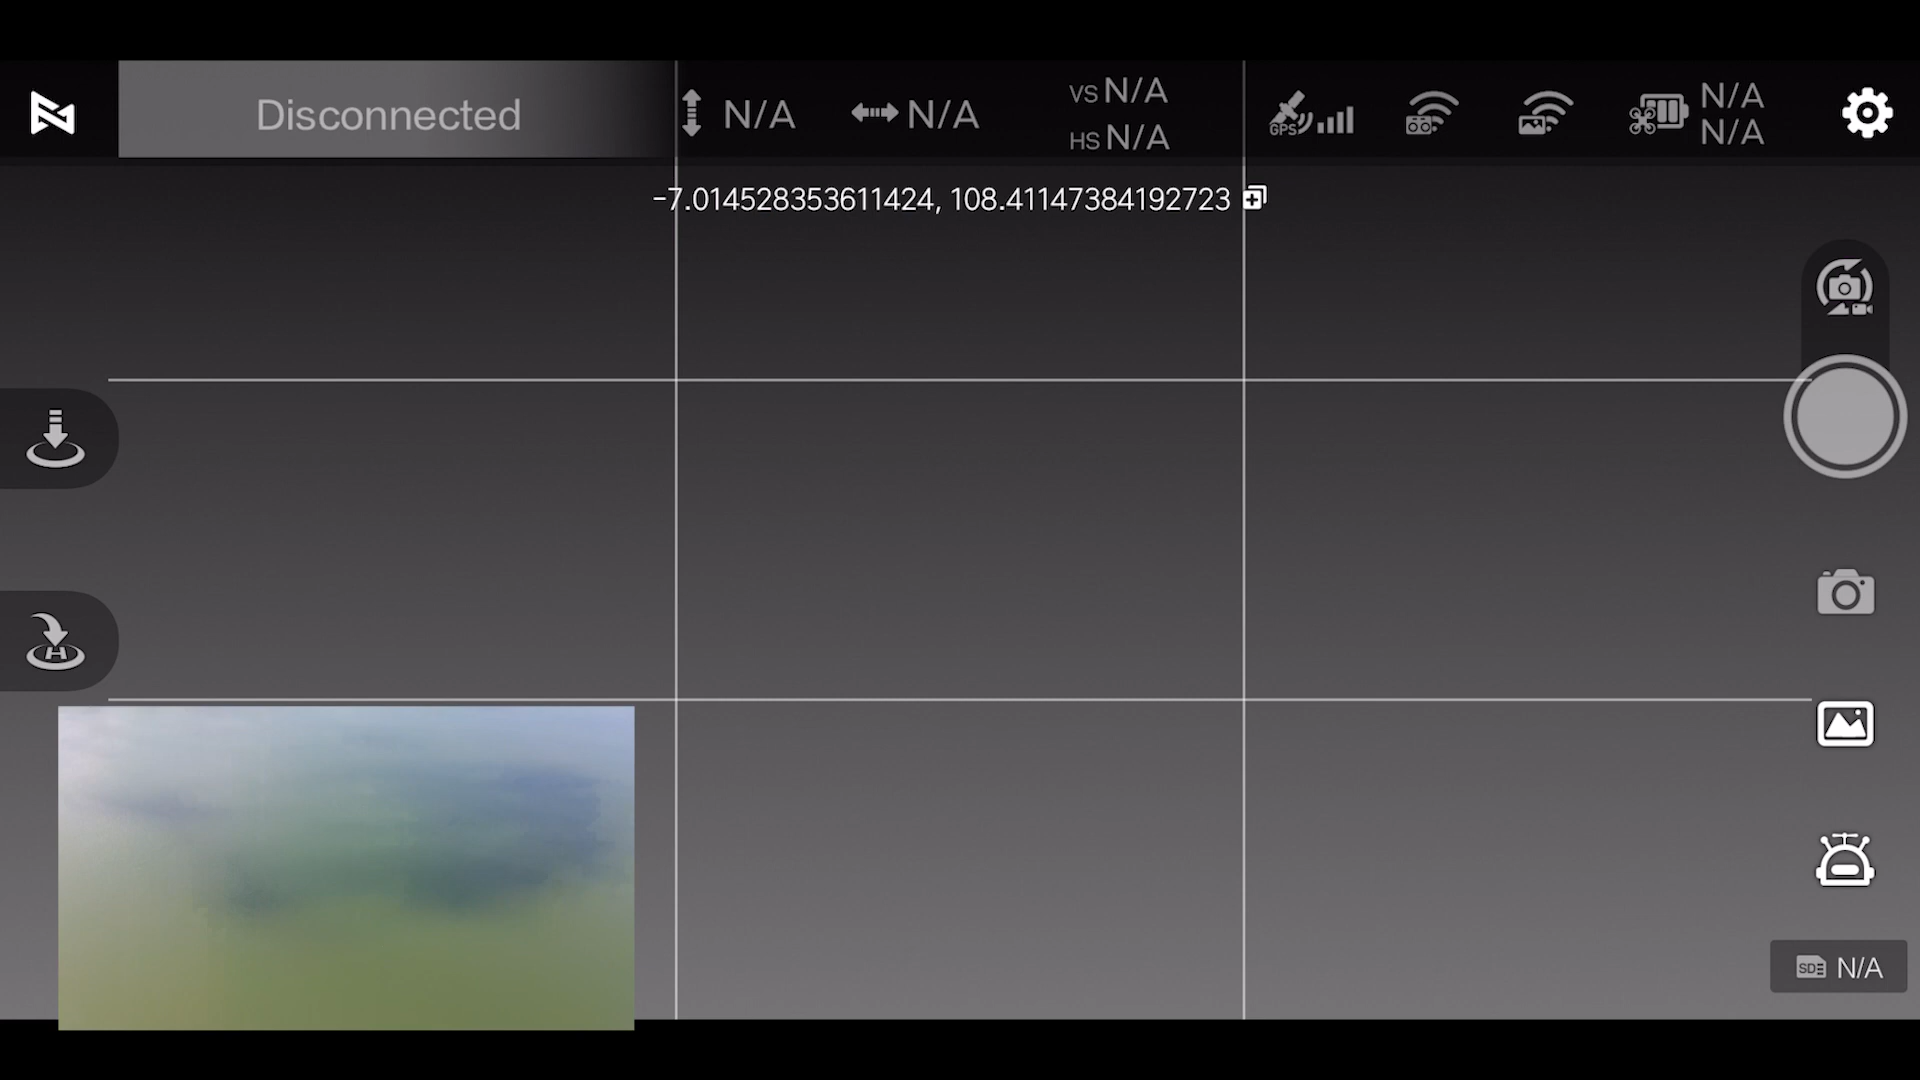 Disconnected
N/A
N/A
VS N/A
HS N/A
GPS
N/A
N/A
-7.014528353611424, 108.41147384192723
H
SD N/A